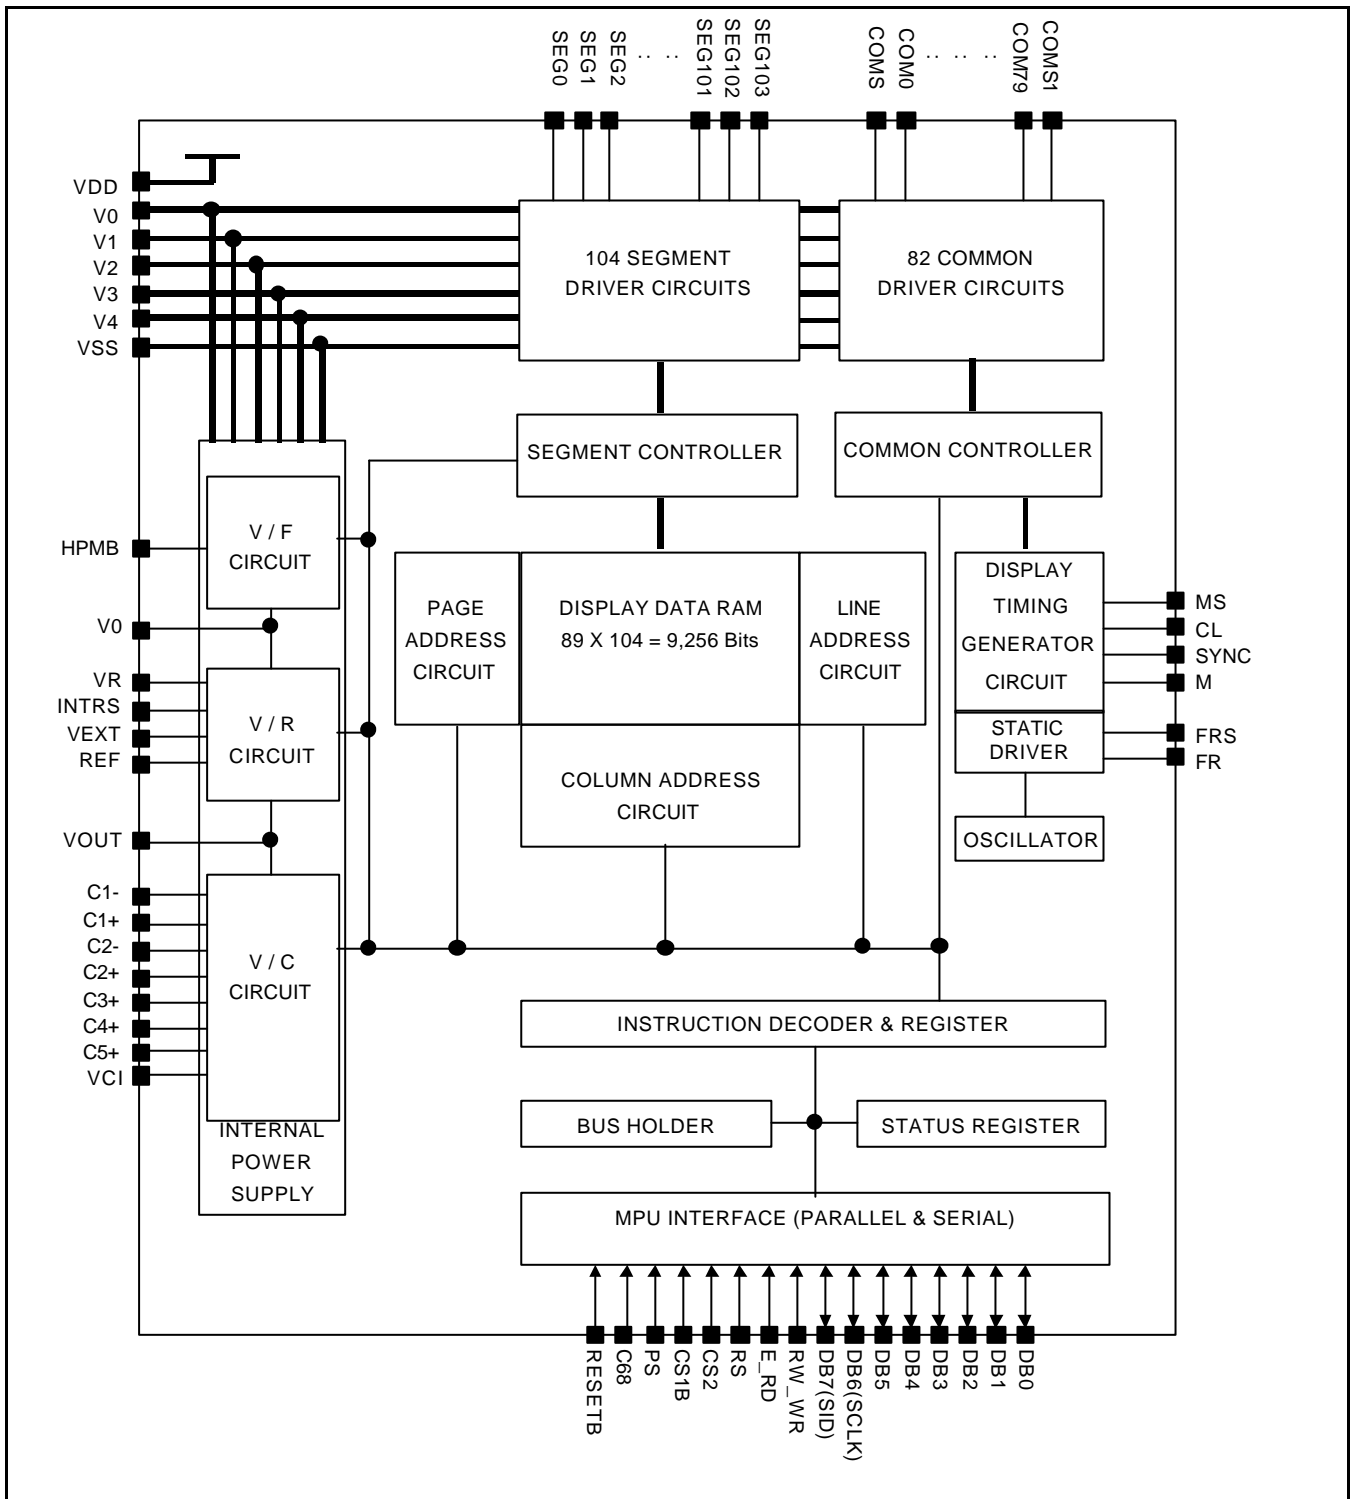 SEG0
SEG1
SEG2
.. ..
SEG101
SEG102
SEG103
COMS
COM0
.. .. ..
COM79
COMS1
VDD
V0
V1
V2
V3
V4
VSS
104 SEGMENT
DRIVER CIRCUITS
82 COMMON
DRIVER CIRCUITS
SEGMENT CONTROLLER
COMMON CONTROLLER
HPMB
V0
VR
INTRS
VEXT
REF
VOUT
C1-
C1+
C2-
C2+
C3+
C4+
C5+
VCI
V / F
CIRCUIT
V / R
CIRCUIT
V / C
CIRCUIT
INTERNAL
POWER
SUPPLY
PAGE
ADDRESS
CIRCUIT
DISPLAY DATA RAM
89 X 104 = 9,256 Bits
LINE
ADDRESS
CIRCUIT
COLUMN ADDRESS
CIRCUIT
DISPLAY
TIMING
GENERATOR
CIRCUIT
STATIC
DRIVER
OSCILLATOR
MS
CL
SYNC
M
FRS
FR
INSTRUCTION DECODER & REGISTER
BUS HOLDER
STATUS REGISTER
MPU INTERFACE (PARALLEL & SERIAL)
RESETB
C68
PS
CS1B
CS2
RS
E_RD
RW_WR
DB7(SID)
DB6(SCLK)
DB5
DB4
DB3
DB2
DB1
DB0